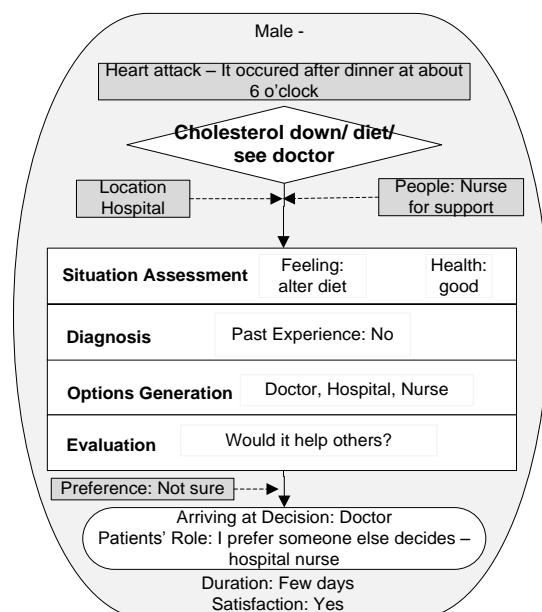 Male -
Heart attack – It occured after dinner at about
6 o'clock
Cholesterol down/ diet/
see doctor
Location
Hospital
People: Nurse
for support
Situation Assessment
Feeling:
alter diet
Health:
good
Diagnosis
Past Experience: No
Options Generation
Doctor, Hospital, Nurse
Evaluation
Would it help others?
Preference: Not sure
Arriving at Decision: Doctor
Patients' Role: I prefer someone else decides –
hospital nurse
Duration: Few days
Satisfaction: Yes